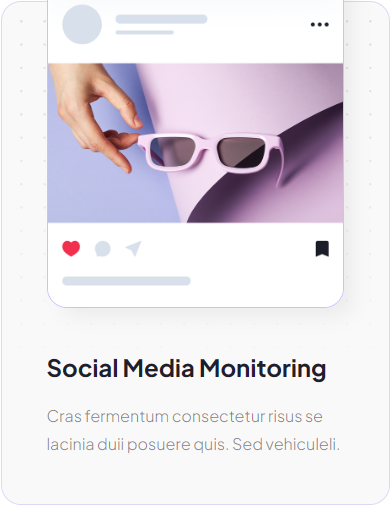 Social Media Monitoring
Cras fermentum consectetur risus se
lacinia duii posuere quis. Sed vehiculeli.